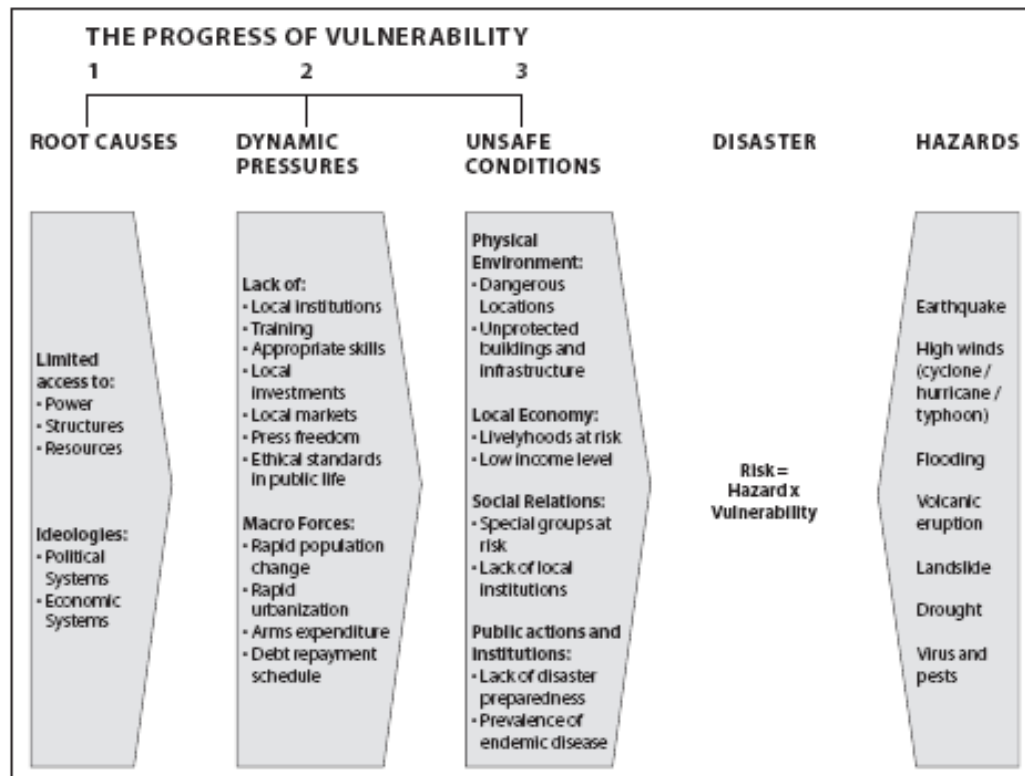 THE PROGRESS OF VULNERABILITY
1 2 3
ROOT CAUSES
DYNAMIC
PRESSURES
UNSAFE
CONDITIONS
DISASTER
HAZARDS
Limited
access to:
• Power
• Structures
• Resources
Ideologies:
• Political
Systems
• Economic
Systems
Lack of:
• Local institutions
• Training
• Appropriate skills
• Local
investments
• Local markets
• Press freedom
• Ethical standards
in public life
Macro Forces:
• Rapid population
change
• Rapid
urbanization
• Arms expenditure
• Debt repayment
schedule
Physical
Environment:
• Dangerous
Locations
• Unprotected
buildings and
infrastructure
Local Economy:
• Livelyhoods at risk
• Low income level
Social Relations:
• Special groups at
risk
• Lack of local
institutions
Public actions and
Institutions:
• Lack of disaster
preparedness
• Prevalence of
endemic disease
Risk =
Hazard x
Vulnerability
Earthquake
High winds
(cyclone /
hurricane /
typhoon)
Flooding
Volcanic
eruption
Landslide
Drought
Virus and
pests